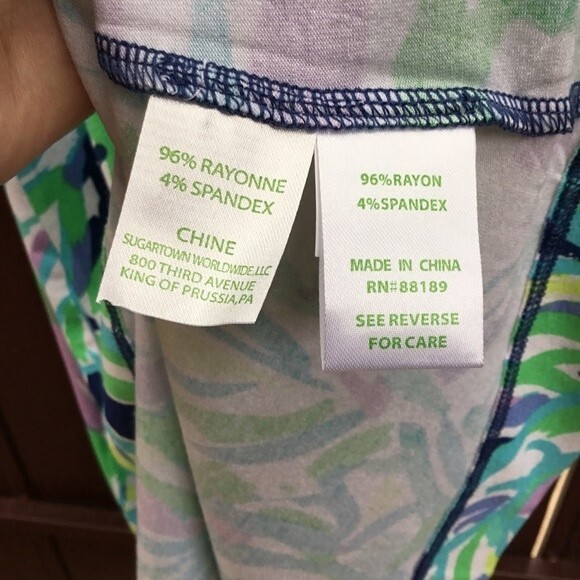 96% RAYONNE
4% SPANDEX
CHINE
SUGARTOWN WORLDWIDE,LLC
800 THIRD AVENUE
KING OF PRUSSIA,PA
96%RAYON
4%SPANDEX
MADE IN CHINA
RN#88189
SEE REVERSE
FOR CARE